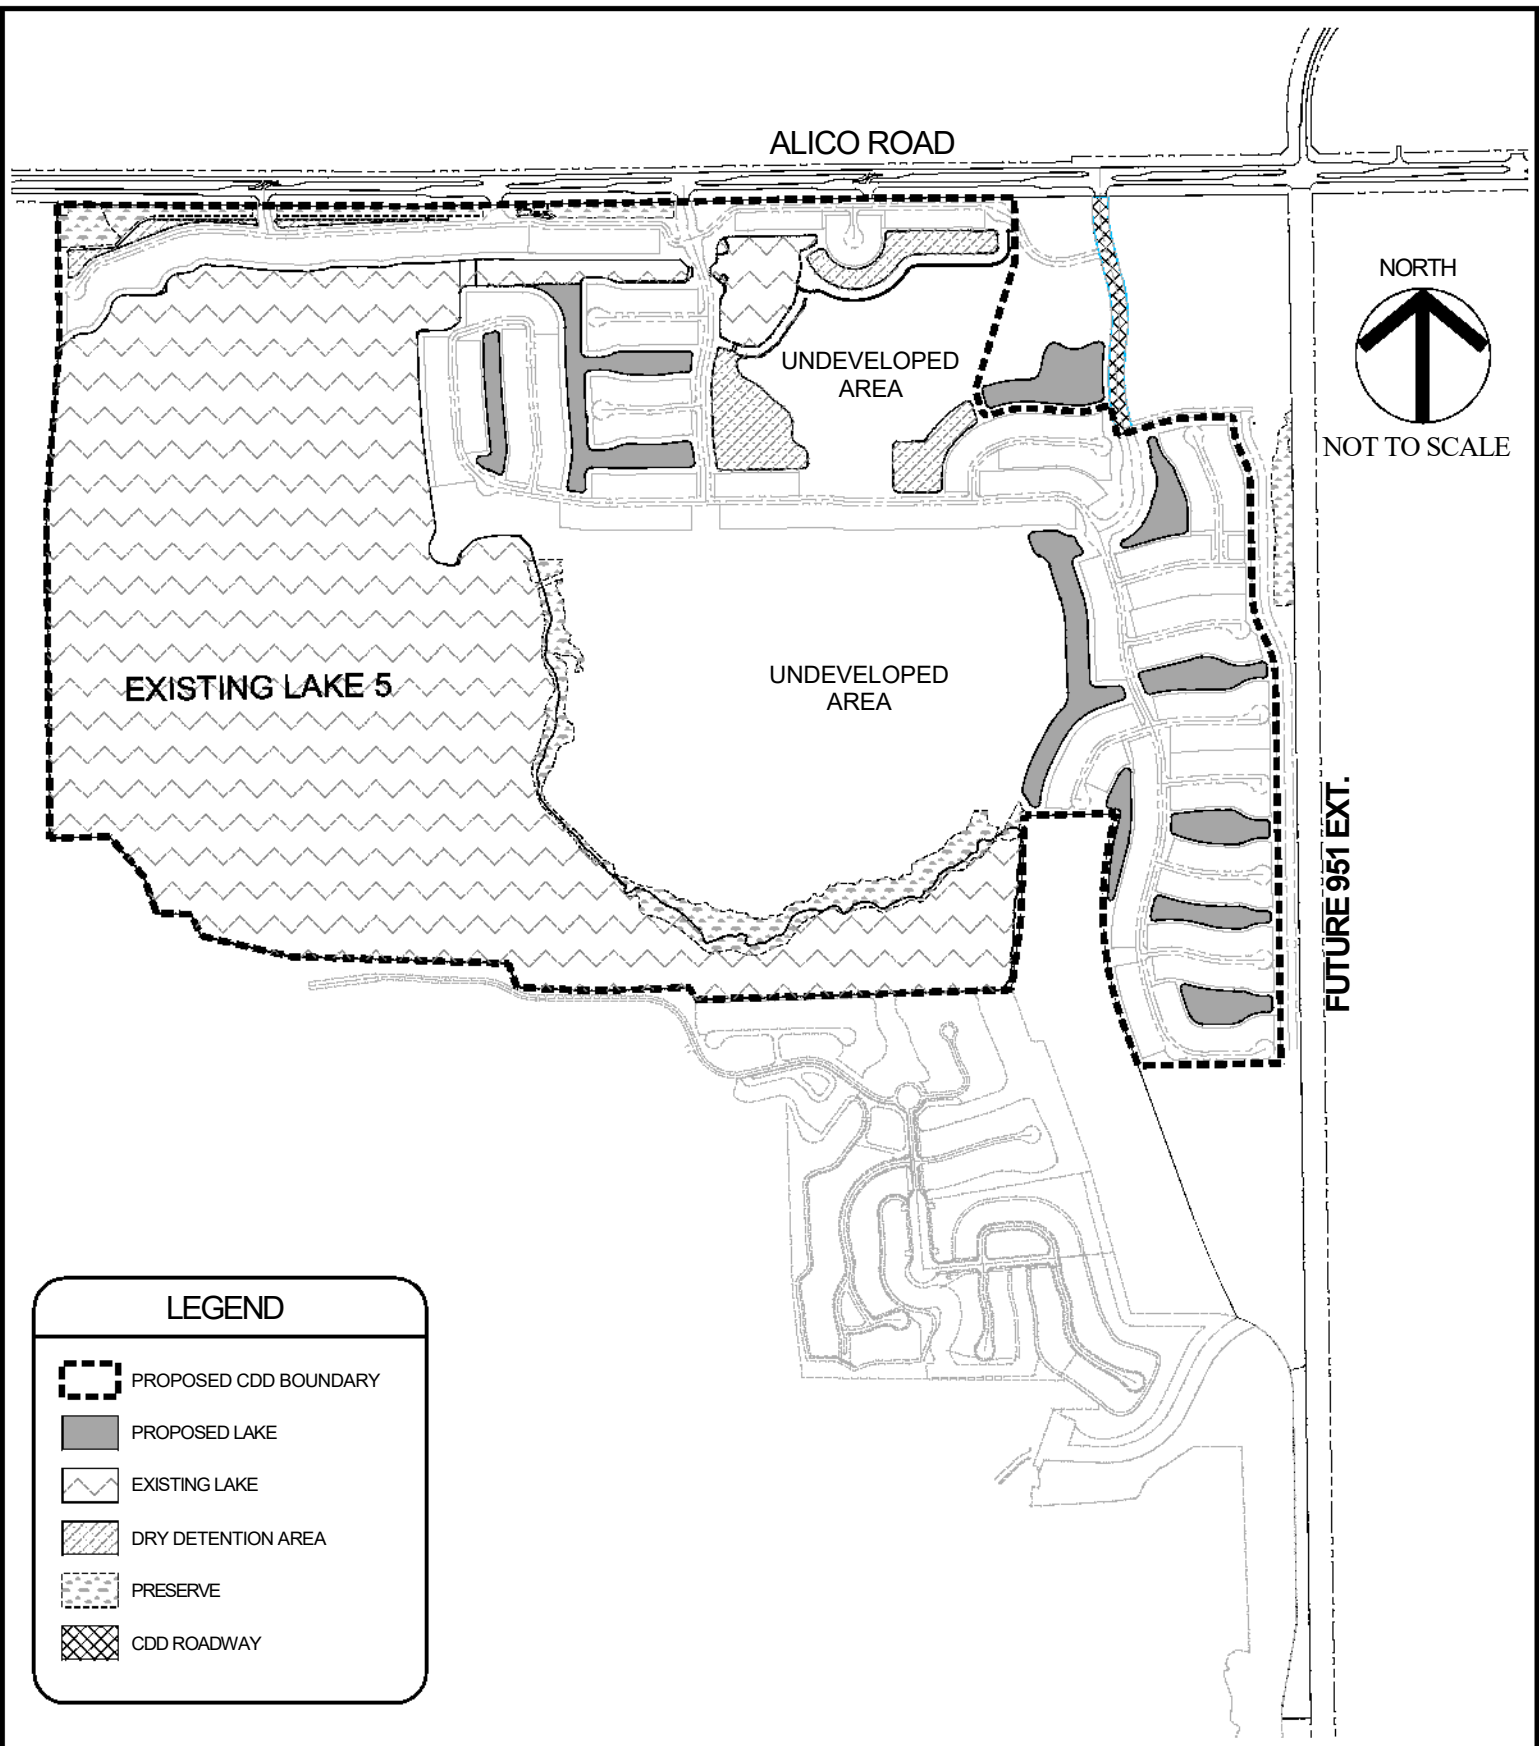 ALICO ROAD
NORTH
NOT TO SCALE
UNDEVELOPED
AREA
EXISTING LAKE 5
UNDEVELOPED
AREA
FUTURE 951 EXT.
LEGEND
PROPOSED CDD BOUNDARY
PROPOSED LAKE
EXISTING LAKE
DRY DETENTION AREA
PRESERVE
CDD ROADWAY